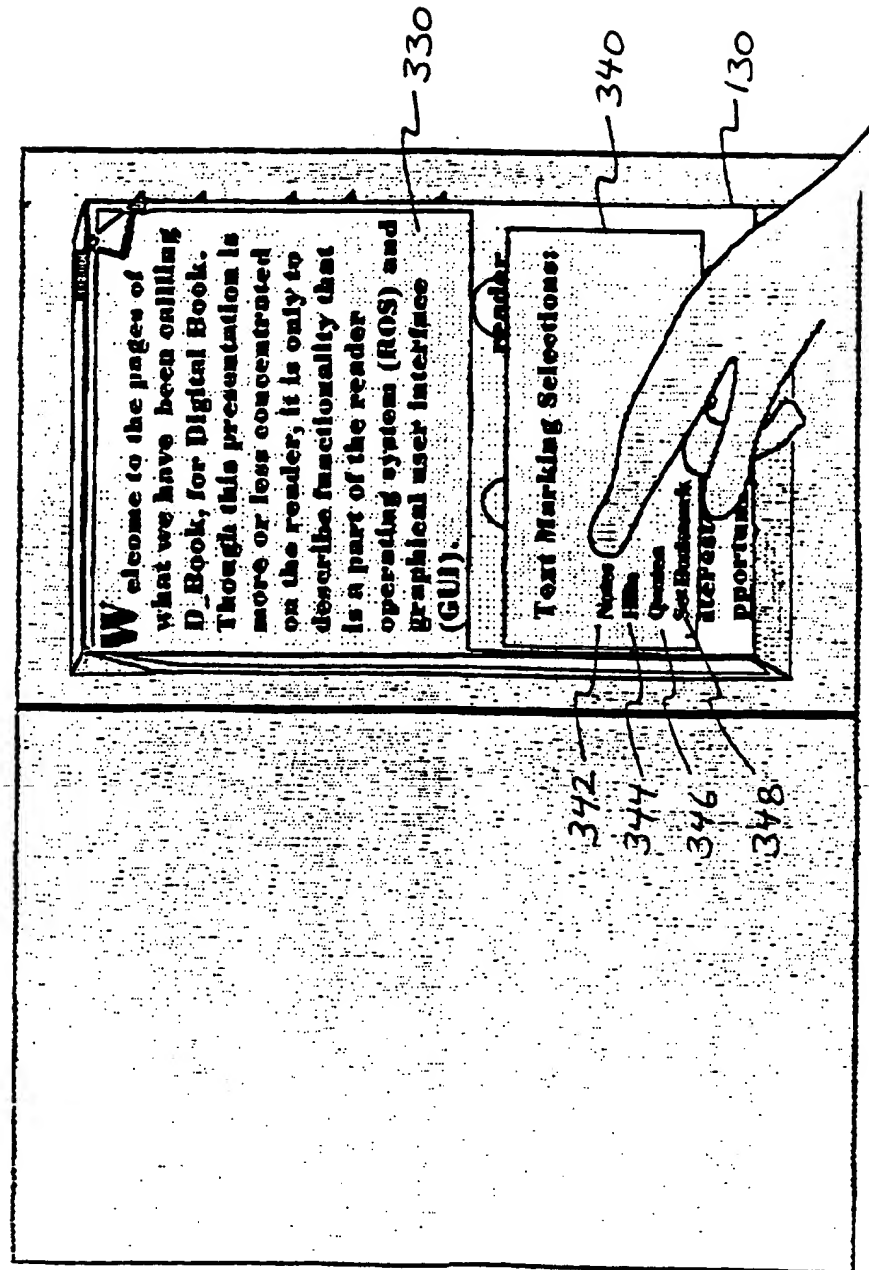 Welcome to the pages of
what we have been callling
D_Book, for Digital Book.
Though this presentation is
more or less concentrated
on the reader, it is only to
describe functionality that
is a part of the reader
operating system (ROS) and
graphical user interface
(GUI).
330
reader
340
Text Marking Selections:
342 Notes
344
346 Quotes
348 Set Bookmark
130